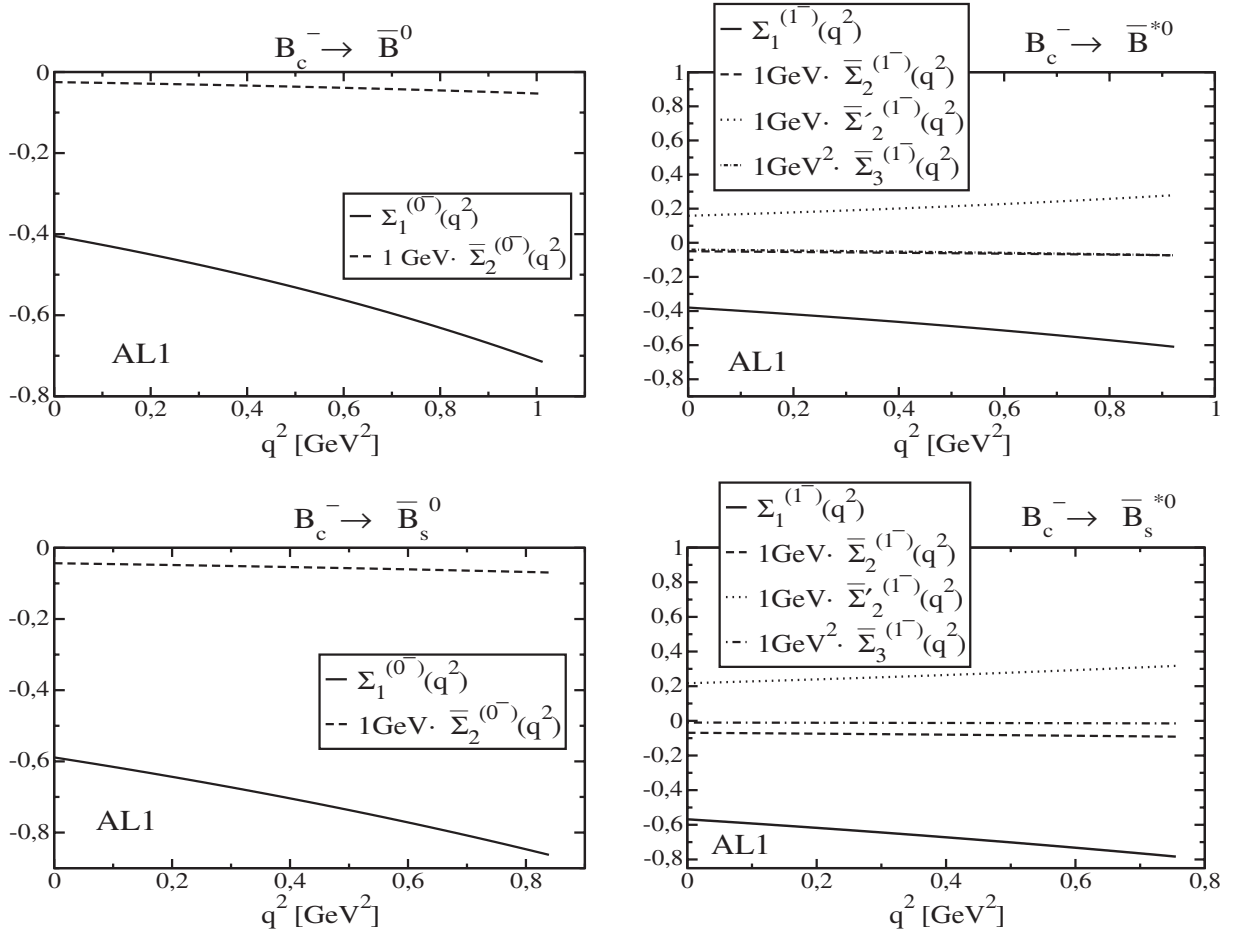 B_c^- → B̅^0
0
-0,2
-0,4
-0,6
-0,8
Σ_1^(0^-)(q^2)
1 GeV· Σ̅_2^(0^-)(q^2)
AL1
0 0,2 0,4 0,6 0,8 1
q^2 [GeV^2]
B_c^- → B̅^*0
Σ_1^(1^-)(q^2)
1GeV· Σ̅_2^(1^-)(q^2)
1GeV· Σ̅′_2^(1^-)(q^2)
1GeV^2· Σ̅_3^(1^-)(q^2)
1
0,8
0,6
0,4
0,2
0
-0,2
-0,4
-0,6
-0,8
AL1
0 0,2 0,4 0,6 0,8 1
q^2 [GeV^2]
B_c^- → B̅_s^0
0
-0,2
-0,4
-0,6
-0,8
Σ_1^(0^-)(q^2)
1GeV· Σ̅_2^(0^-)(q^2)
AL1
0 0,2 0,4 0,6 0,8
q^2 [GeV^2]
B_c^- → B̅_s^*0
Σ_1^(1^-)(q^2)
1GeV· Σ̅_2^(1^-)(q^2)
1GeV· Σ̅′_2^(1^-)(q^2)
1GeV^2· Σ̅_3^(1^-)(q^2)
1
0,8
0,6
0,4
0,2
0
-0,2
-0,4
-0,6
-0,8
AL1
0 0,2 0,4 0,6 0,8
q^2 [GeV^2]